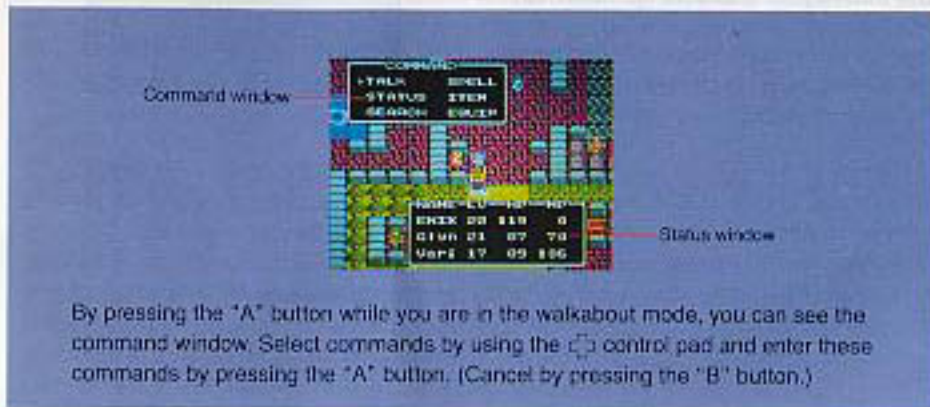 COMMAND
TALK SPELL
STATUS ITEM
SEARCH EQUIP
Command window
NAME LV HP MP
ENIX 20 118 0
Glyn 21 87 78
Vari 17 89 106
Status window
By pressing the "A" button while you are in the walkabout mode, you can see the
command window. Select commands by using the control pad and enter these
commands by pressing the "A" button. (Cancel by pressing the "B" button.)